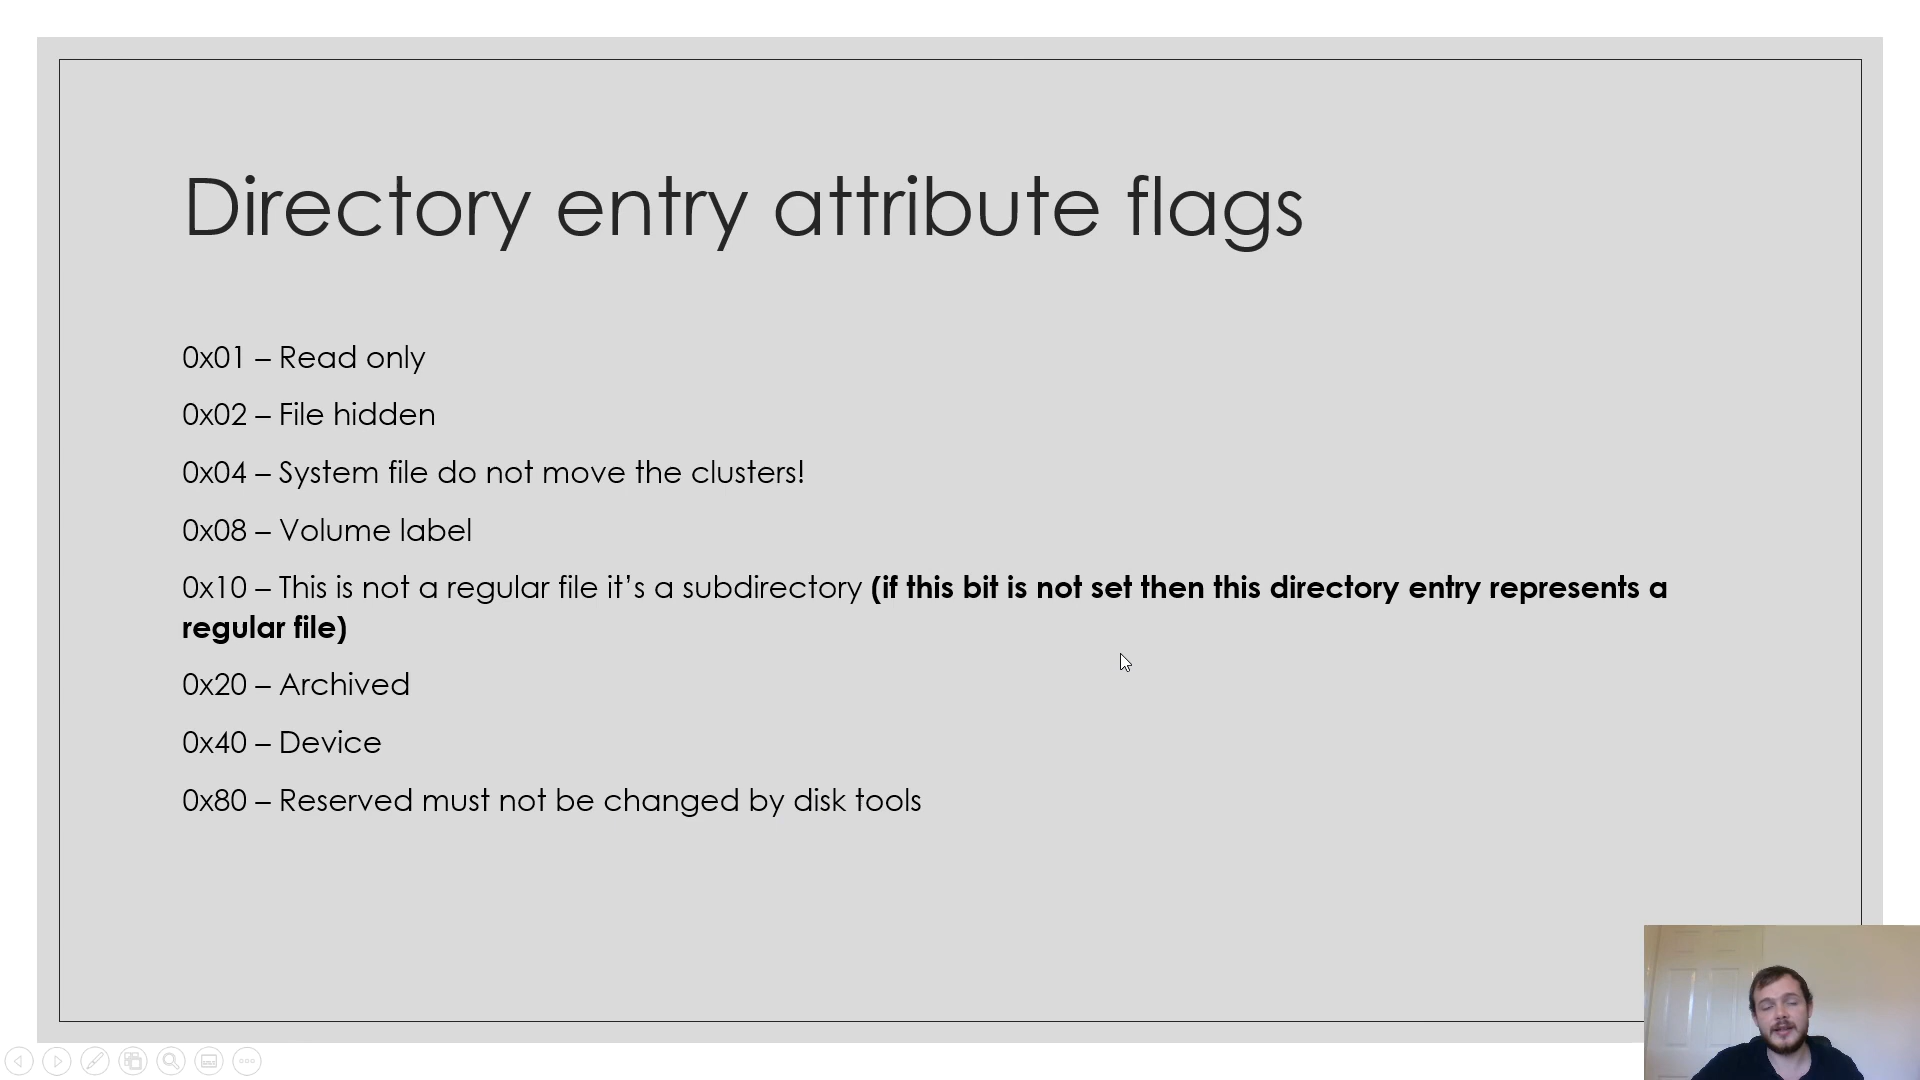 Directory entry attribute flags
0x01 – Read only
0x02 – File hidden
0x04 – System file do not move the clusters!
0x08 – Volume label
0x10 – This is not a regular file it’s a subdirectory (if this bit is not set then this directory entry represents a
regular file)
0x20 – Archived
0x40 – Device
0x80 – Reserved must not be changed by disk tools